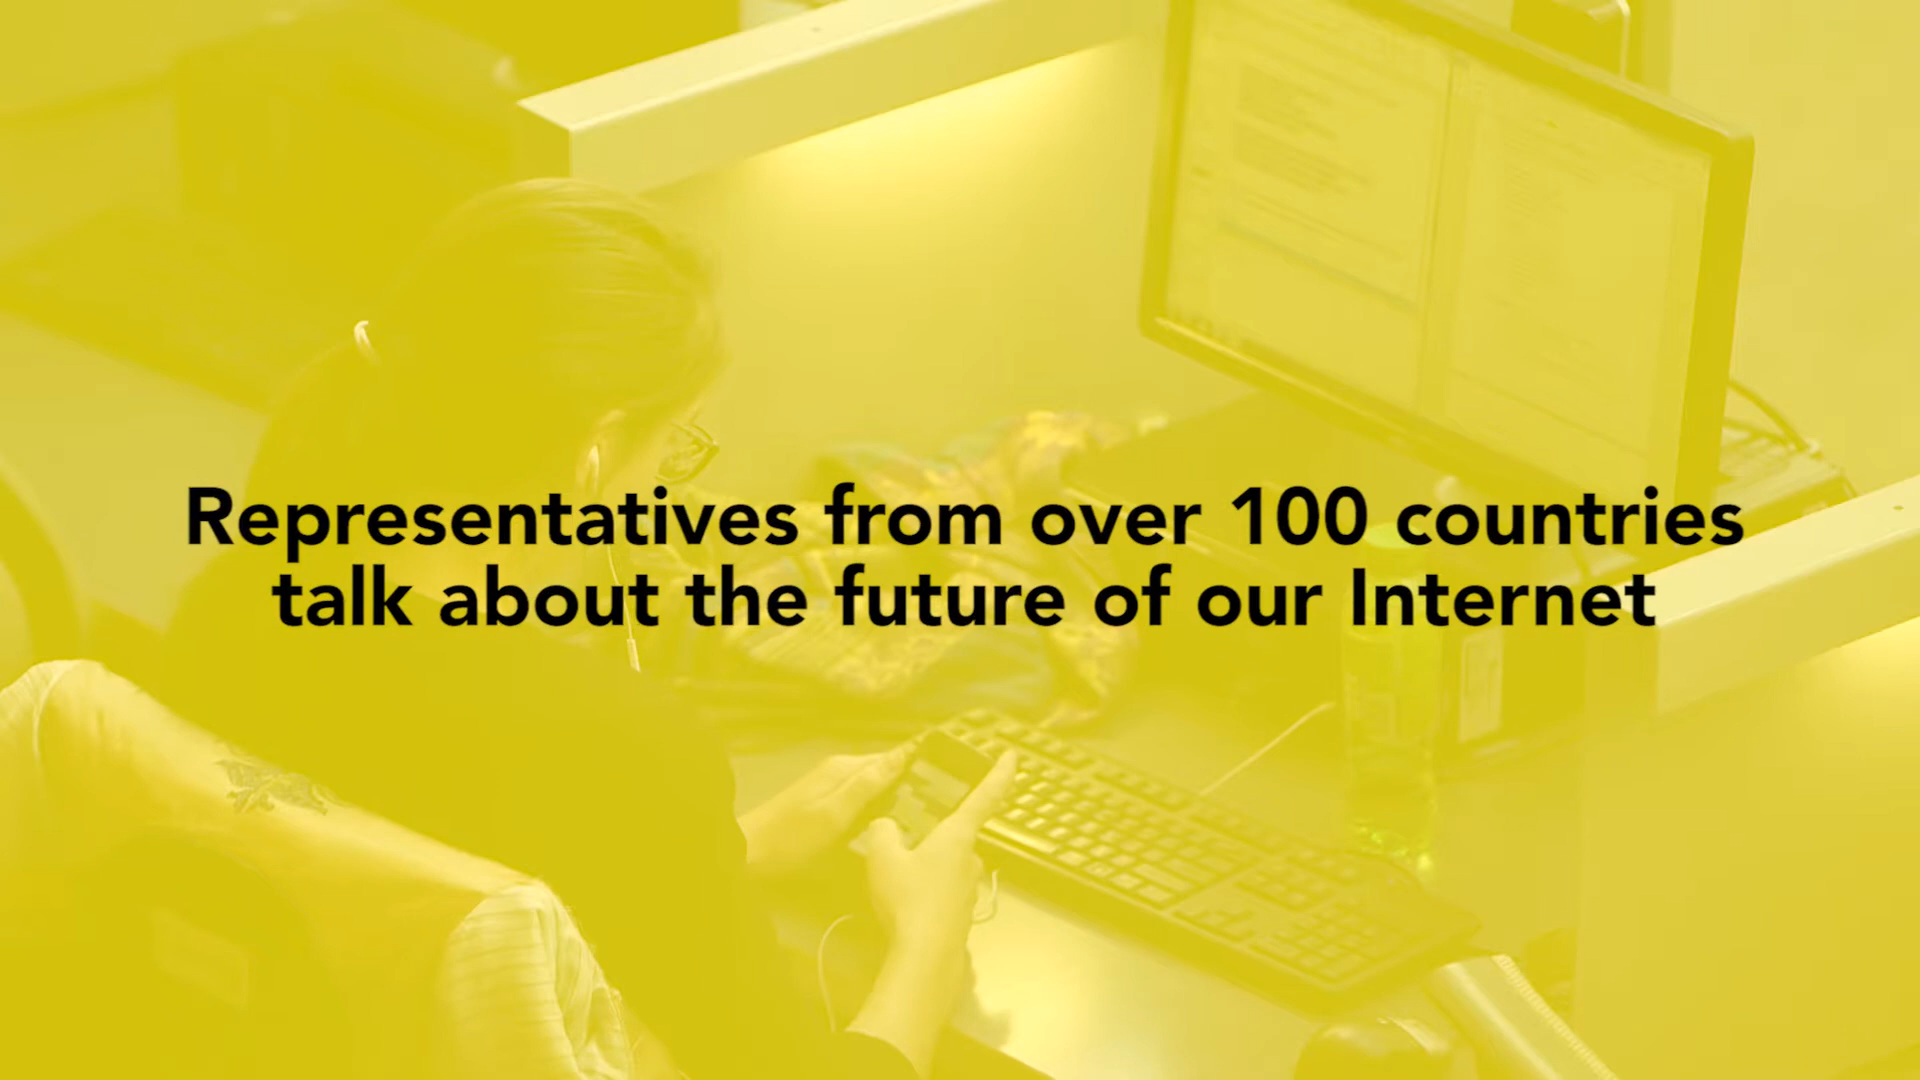 Representatives from over 100 countries
talk about the future of our Internet